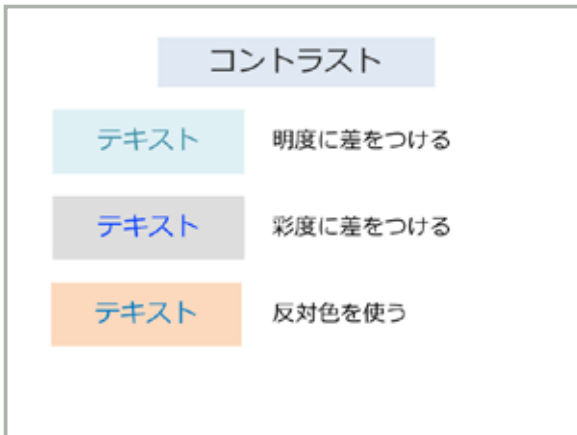 コントラスト
テキスト 明度に差をつける
テキスト 彩度に差をつける
テキスト 反対色を使う